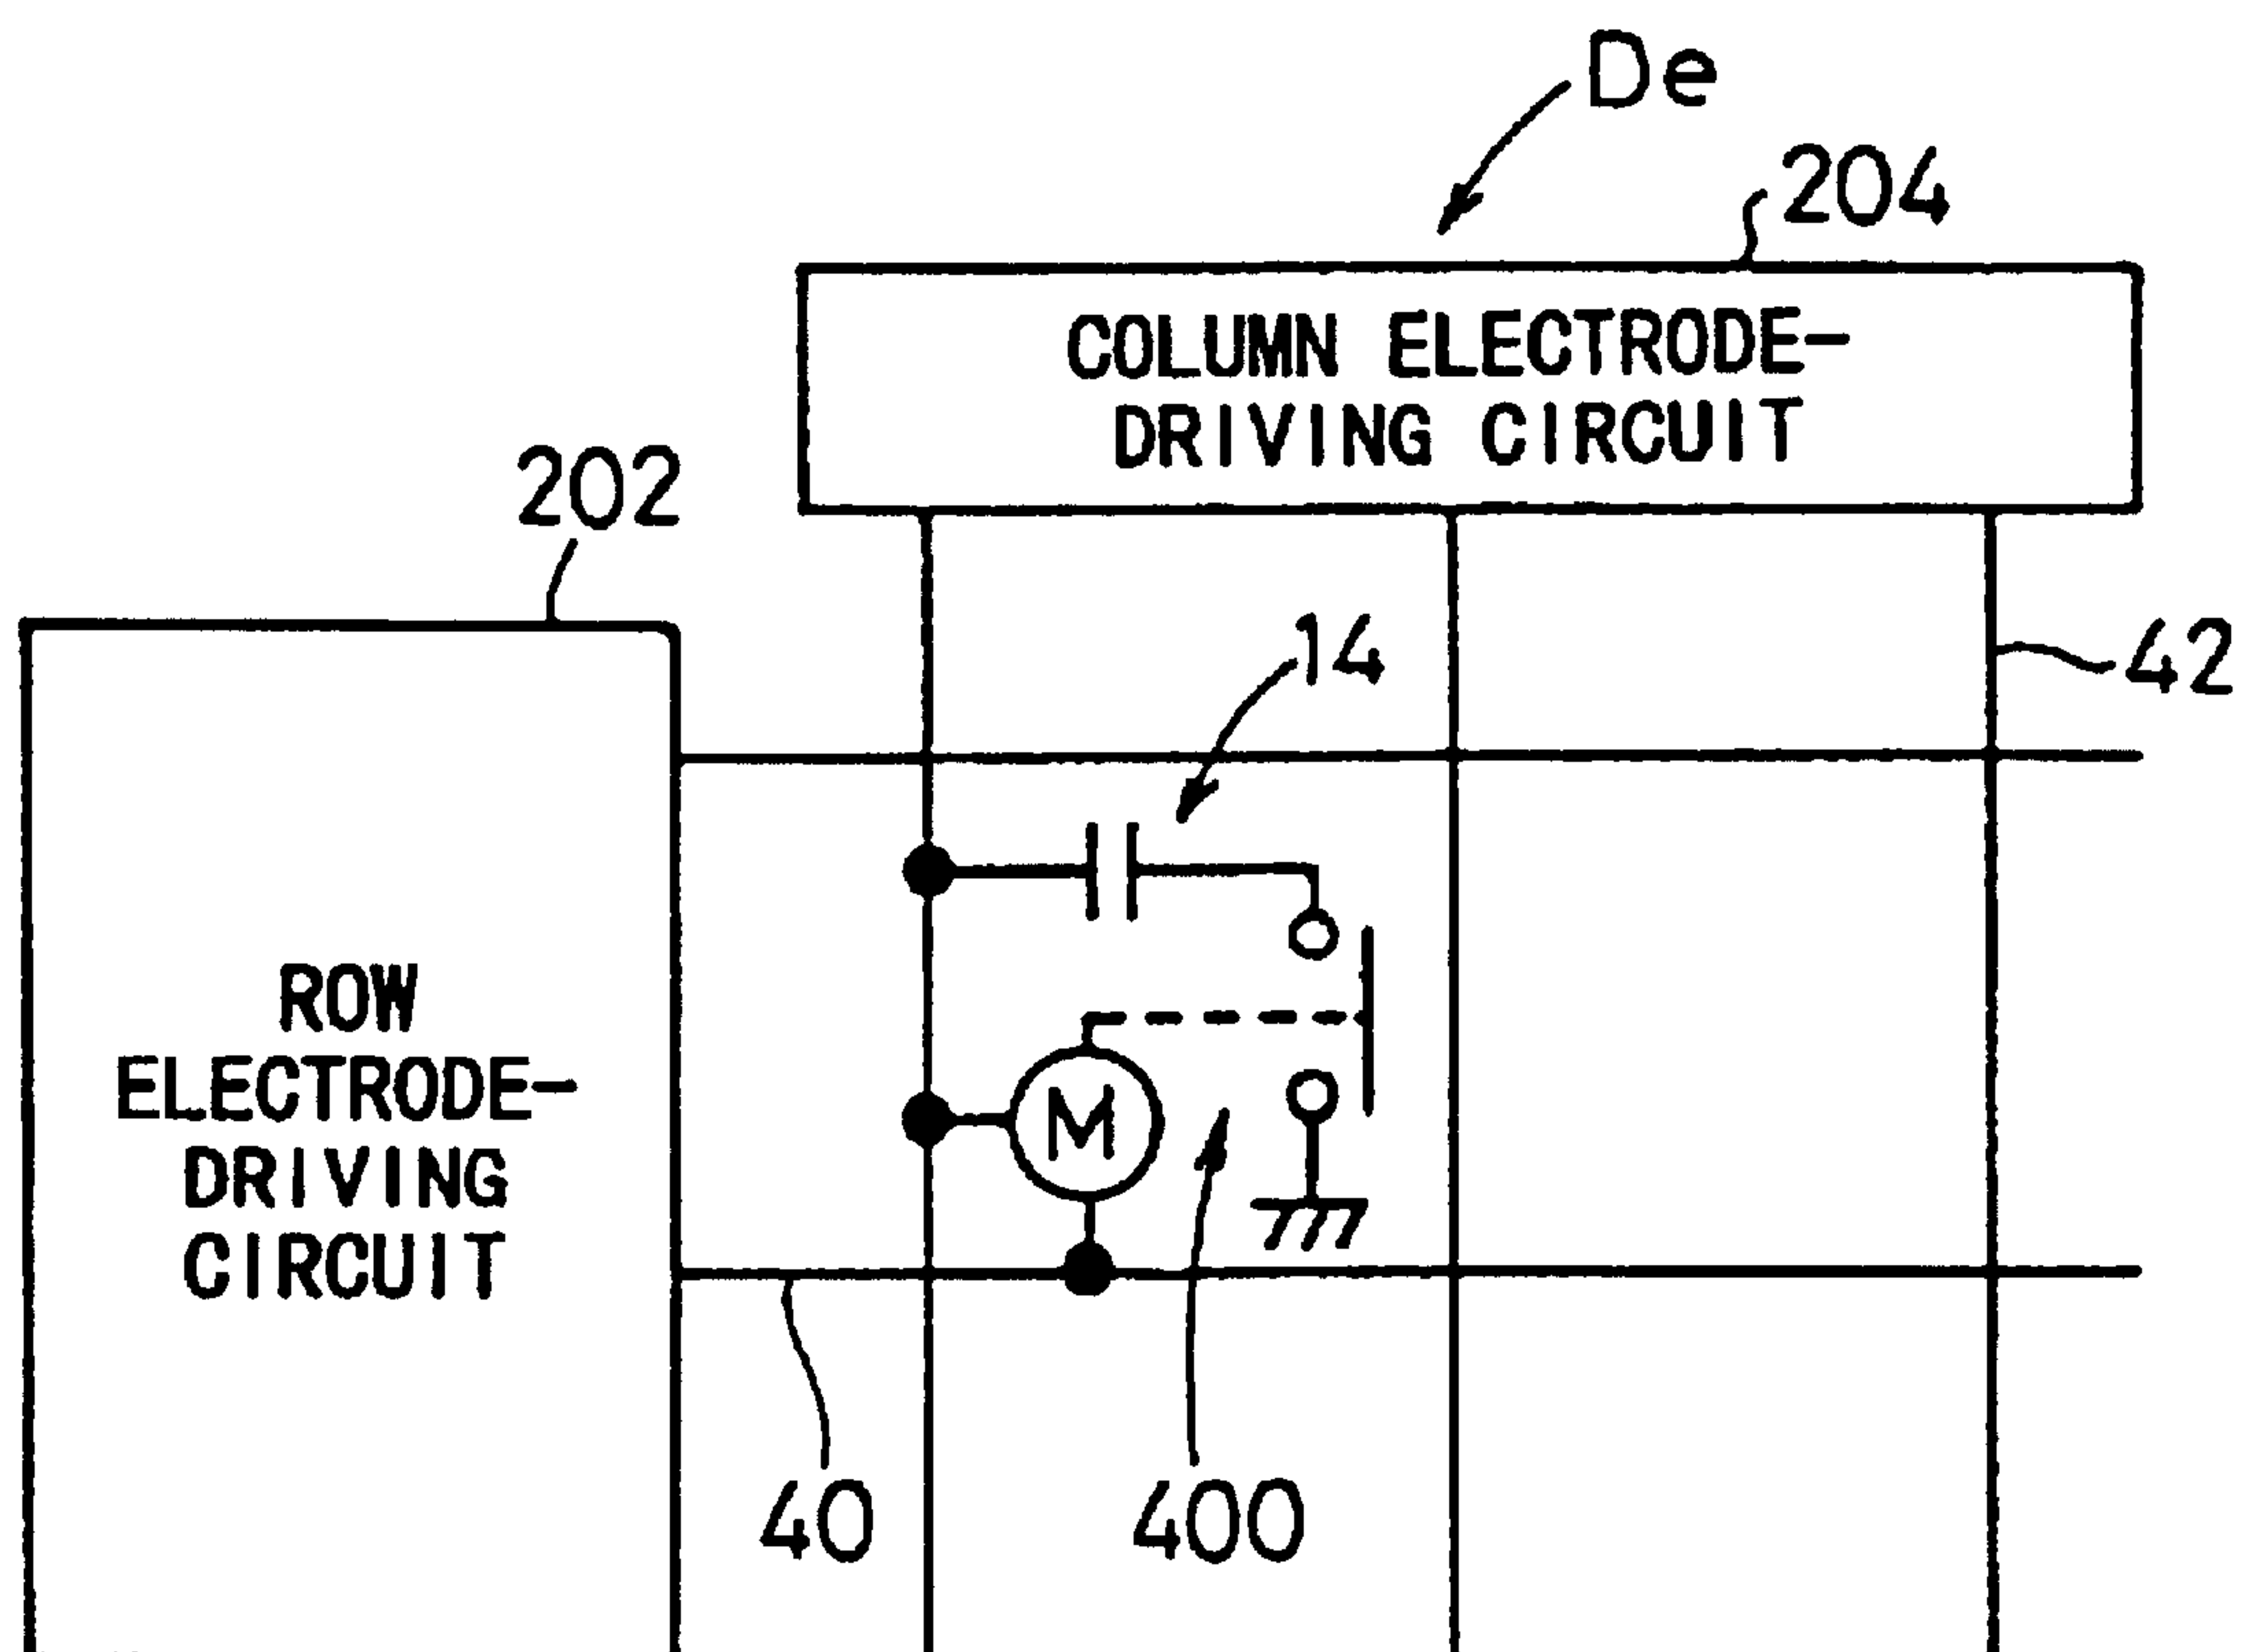 De
204
COLUMN ELECTRODE-
DRIVING CIRCUIT
202
14
42
ROW
ELECTRODE-
DRIVING
CIRCUIT
M
40
400